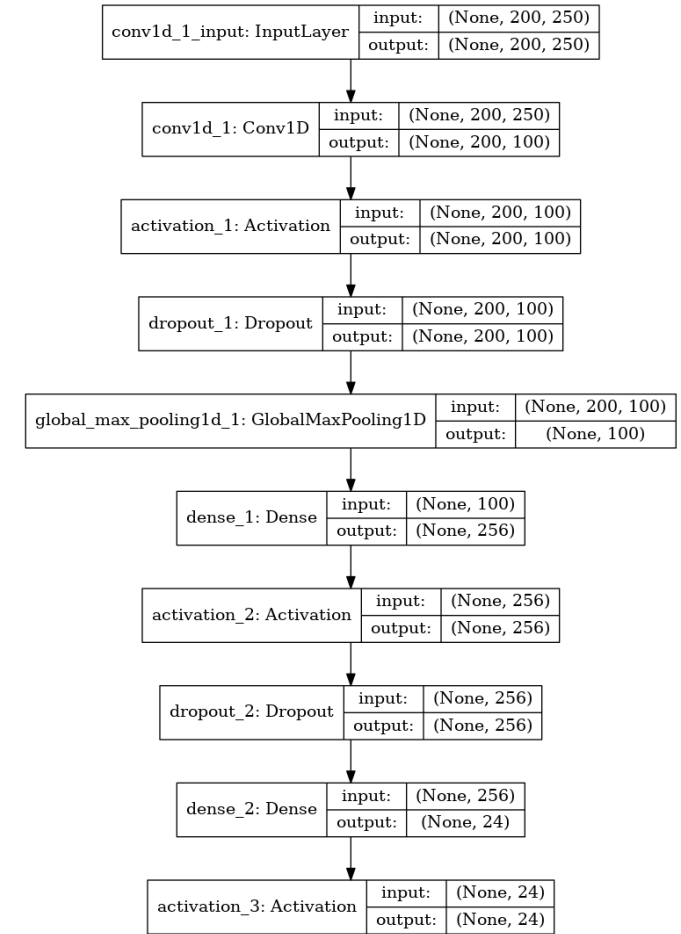 conv1d_1_input: InputLayer
input: (None, 200, 250)
output: (None, 200, 250)
conv1d_1: Conv1D
input: (None, 200, 250)
output: (None, 200, 100)
activation_1: Activation
input: (None, 200, 100)
output: (None, 200, 100)
dropout_1: Dropout
input: (None, 200, 100)
output: (None, 200, 100)
global_max_pooling1d_1: GlobalMaxPooling1D
input: (None, 200, 100)
output: (None, 100)
dense_1: Dense
input: (None, 100)
output: (None, 256)
activation_2: Activation
input: (None, 256)
output: (None, 256)
dropout_2: Dropout
input: (None, 256)
output: (None, 256)
dense_2: Dense
input: (None, 256)
output: (None, 24)
activation_3: Activation
input: (None, 24)
output: (None, 24)